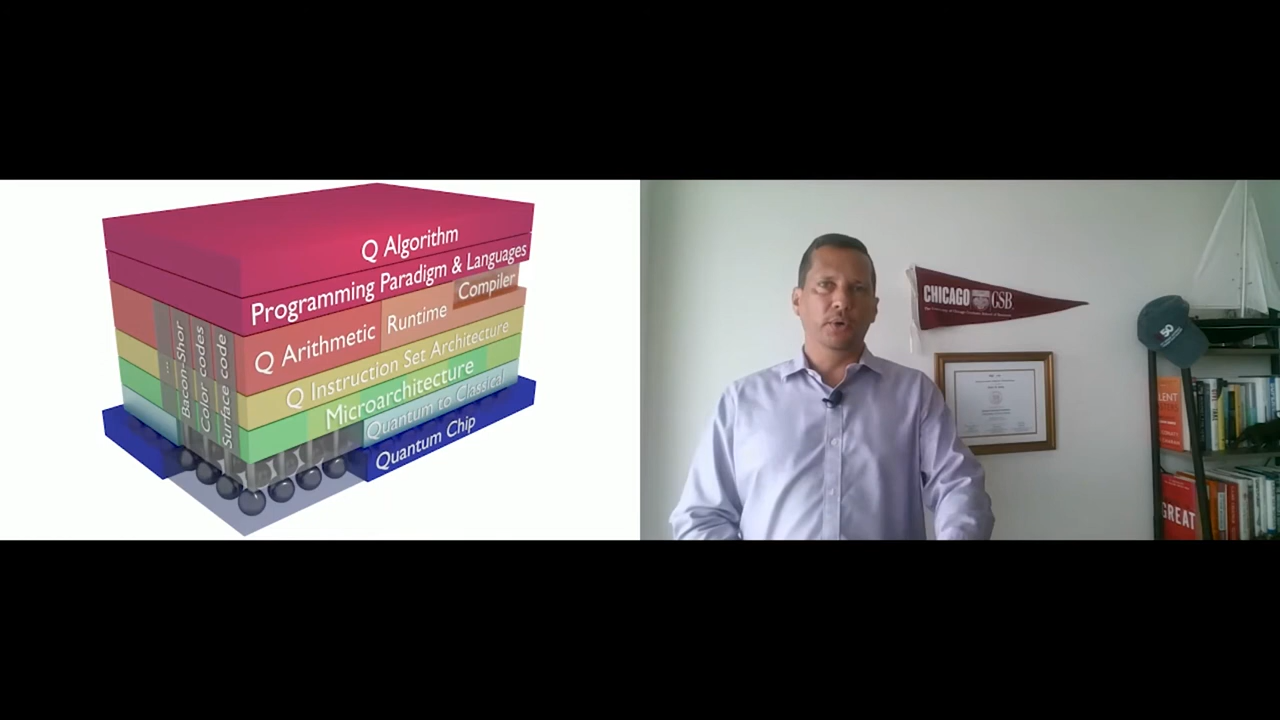 Q Algorithm
Programming Paradigm & Languages
Q Arithmetic
Runtime
Compiler
Q Instruction Set Architecture
Microarchitecture
Quantum to Classical
Quantum Chip
...
Bacon-Shor
Color codes
Surface code
CHICAGO GSB
50
GREAT